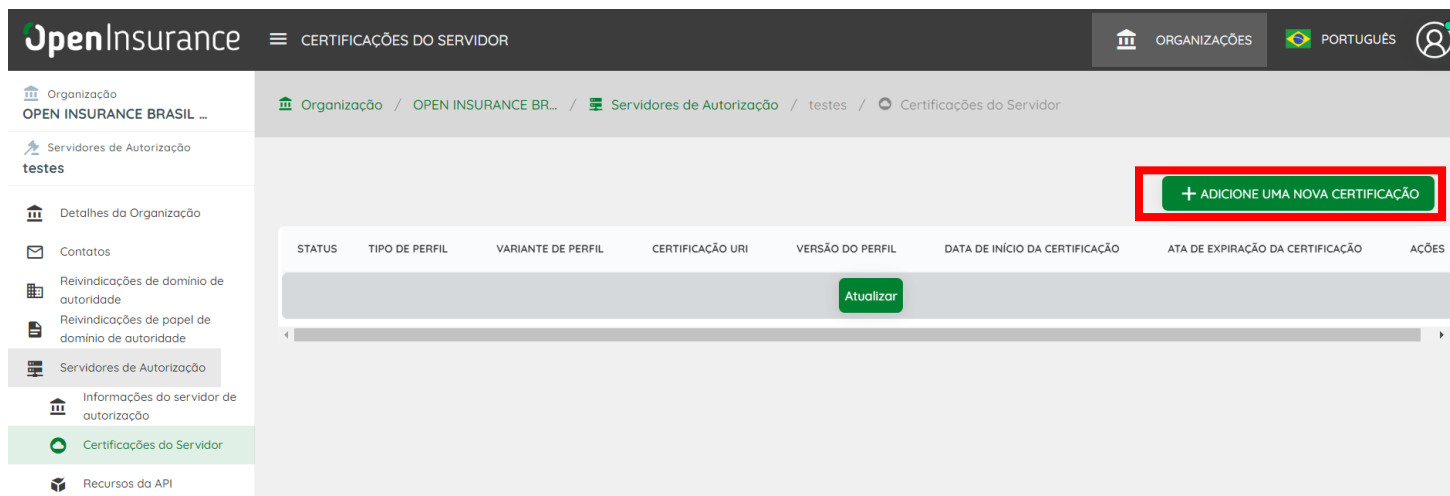 OpenInsurance
CERTIFICAÇÕES DO SERVIDOR
ORGANIZAÇÕES
PORTUGUÊS
Organização
OPEN INSURANCE BRASIL ...
Servidores de Autorização
testes
Detalhes da Organização
Contatos
Reivindicações de domínio de
autoridade
Reivindicações de papel de
domínio de autoridade
Servidores de Autorização
Informações do servidor de
autorização
Certificações do Servidor
Recursos da API
Organização / OPEN INSURANCE BR... / Servidores de Autorização / testes / Certificações do Servidor
+ ADICIONE UMA NOVA CERTIFICAÇÃO
STATUS TIPO DE PERFIL VARIANTE DE PERFIL CERTIFICAÇÃO URI VERSÃO DO PERFIL DATA DE INÍCIO DA CERTIFICAÇÃO ATA DE EXPIRAÇÃO DA CERTIFICAÇÃO AÇÕES
Atualizar